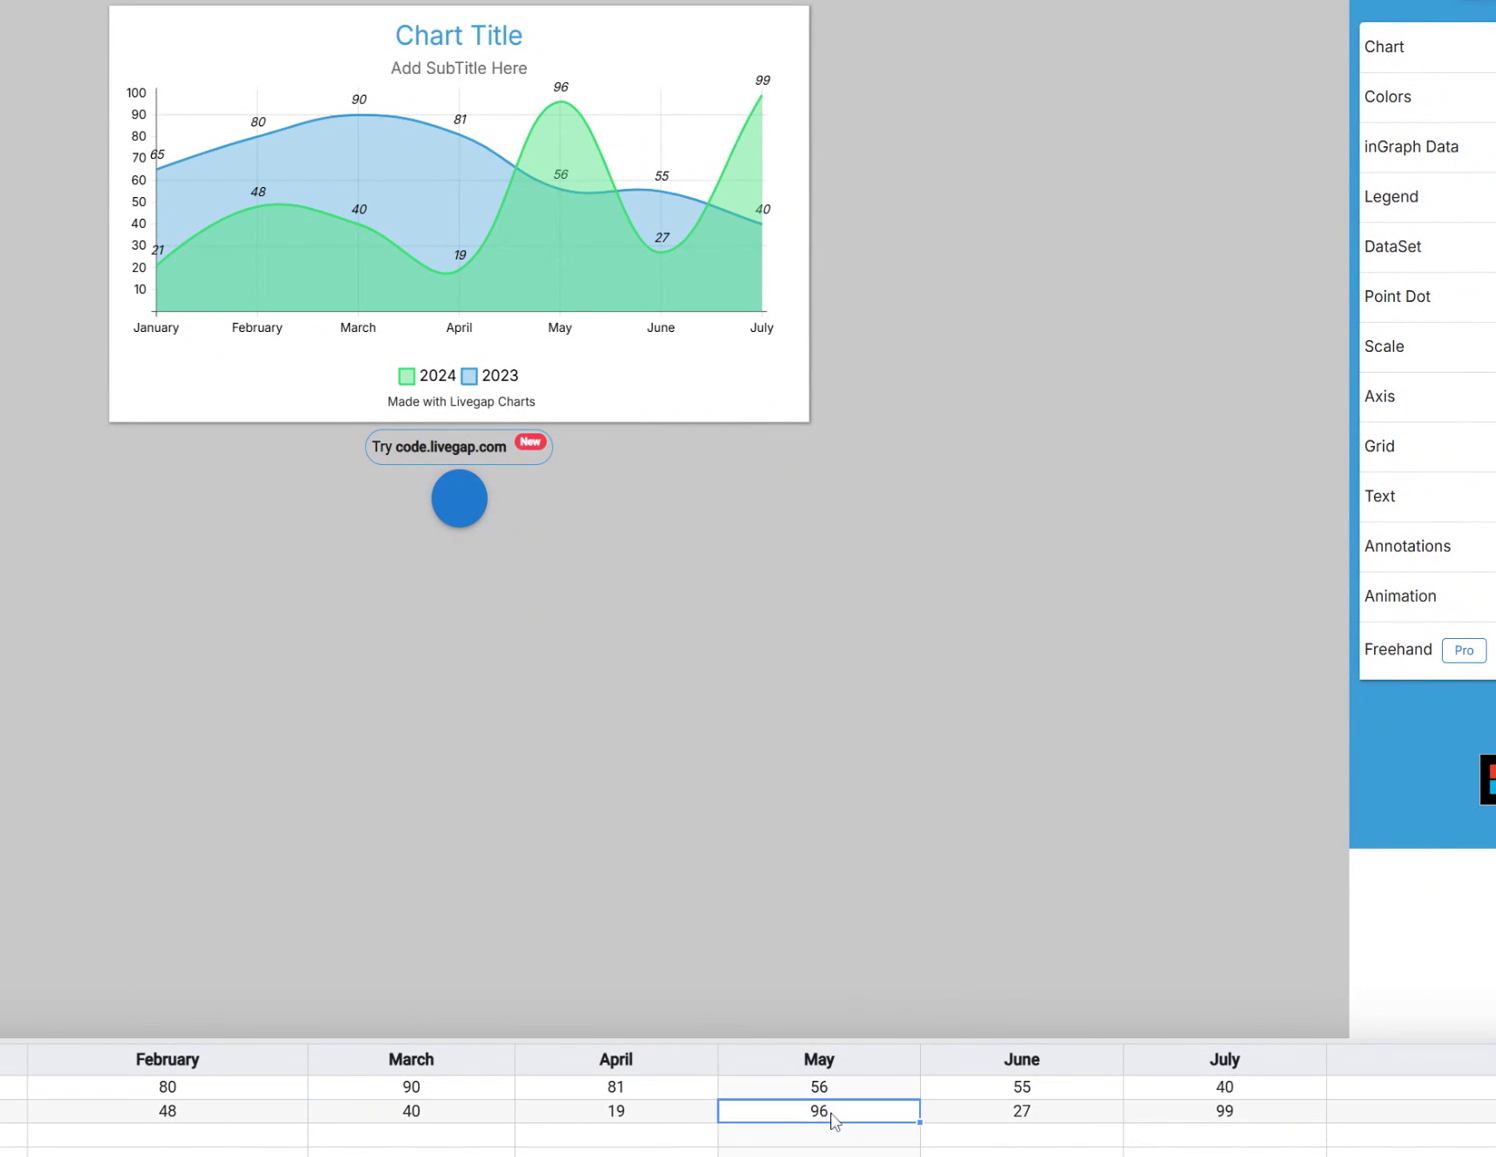 Chart Title
Add SubTitle Here
100
90
80
70
60
50
40
30
20
10
65
80
90
81
56
55
40
21
48
40
19
96
27
99
January February March April May June July
2024 2023
Made with Livegap Charts
Try code.livegap.com New
Chart
Colors
inGraph Data
Legend
DataSet
Point Dot
Scale
Axis
Grid
Text
Annotations
Animation
Freehand Pro
February March April May June July
80 90 81 56 55 40
48 40 19 96 27 99